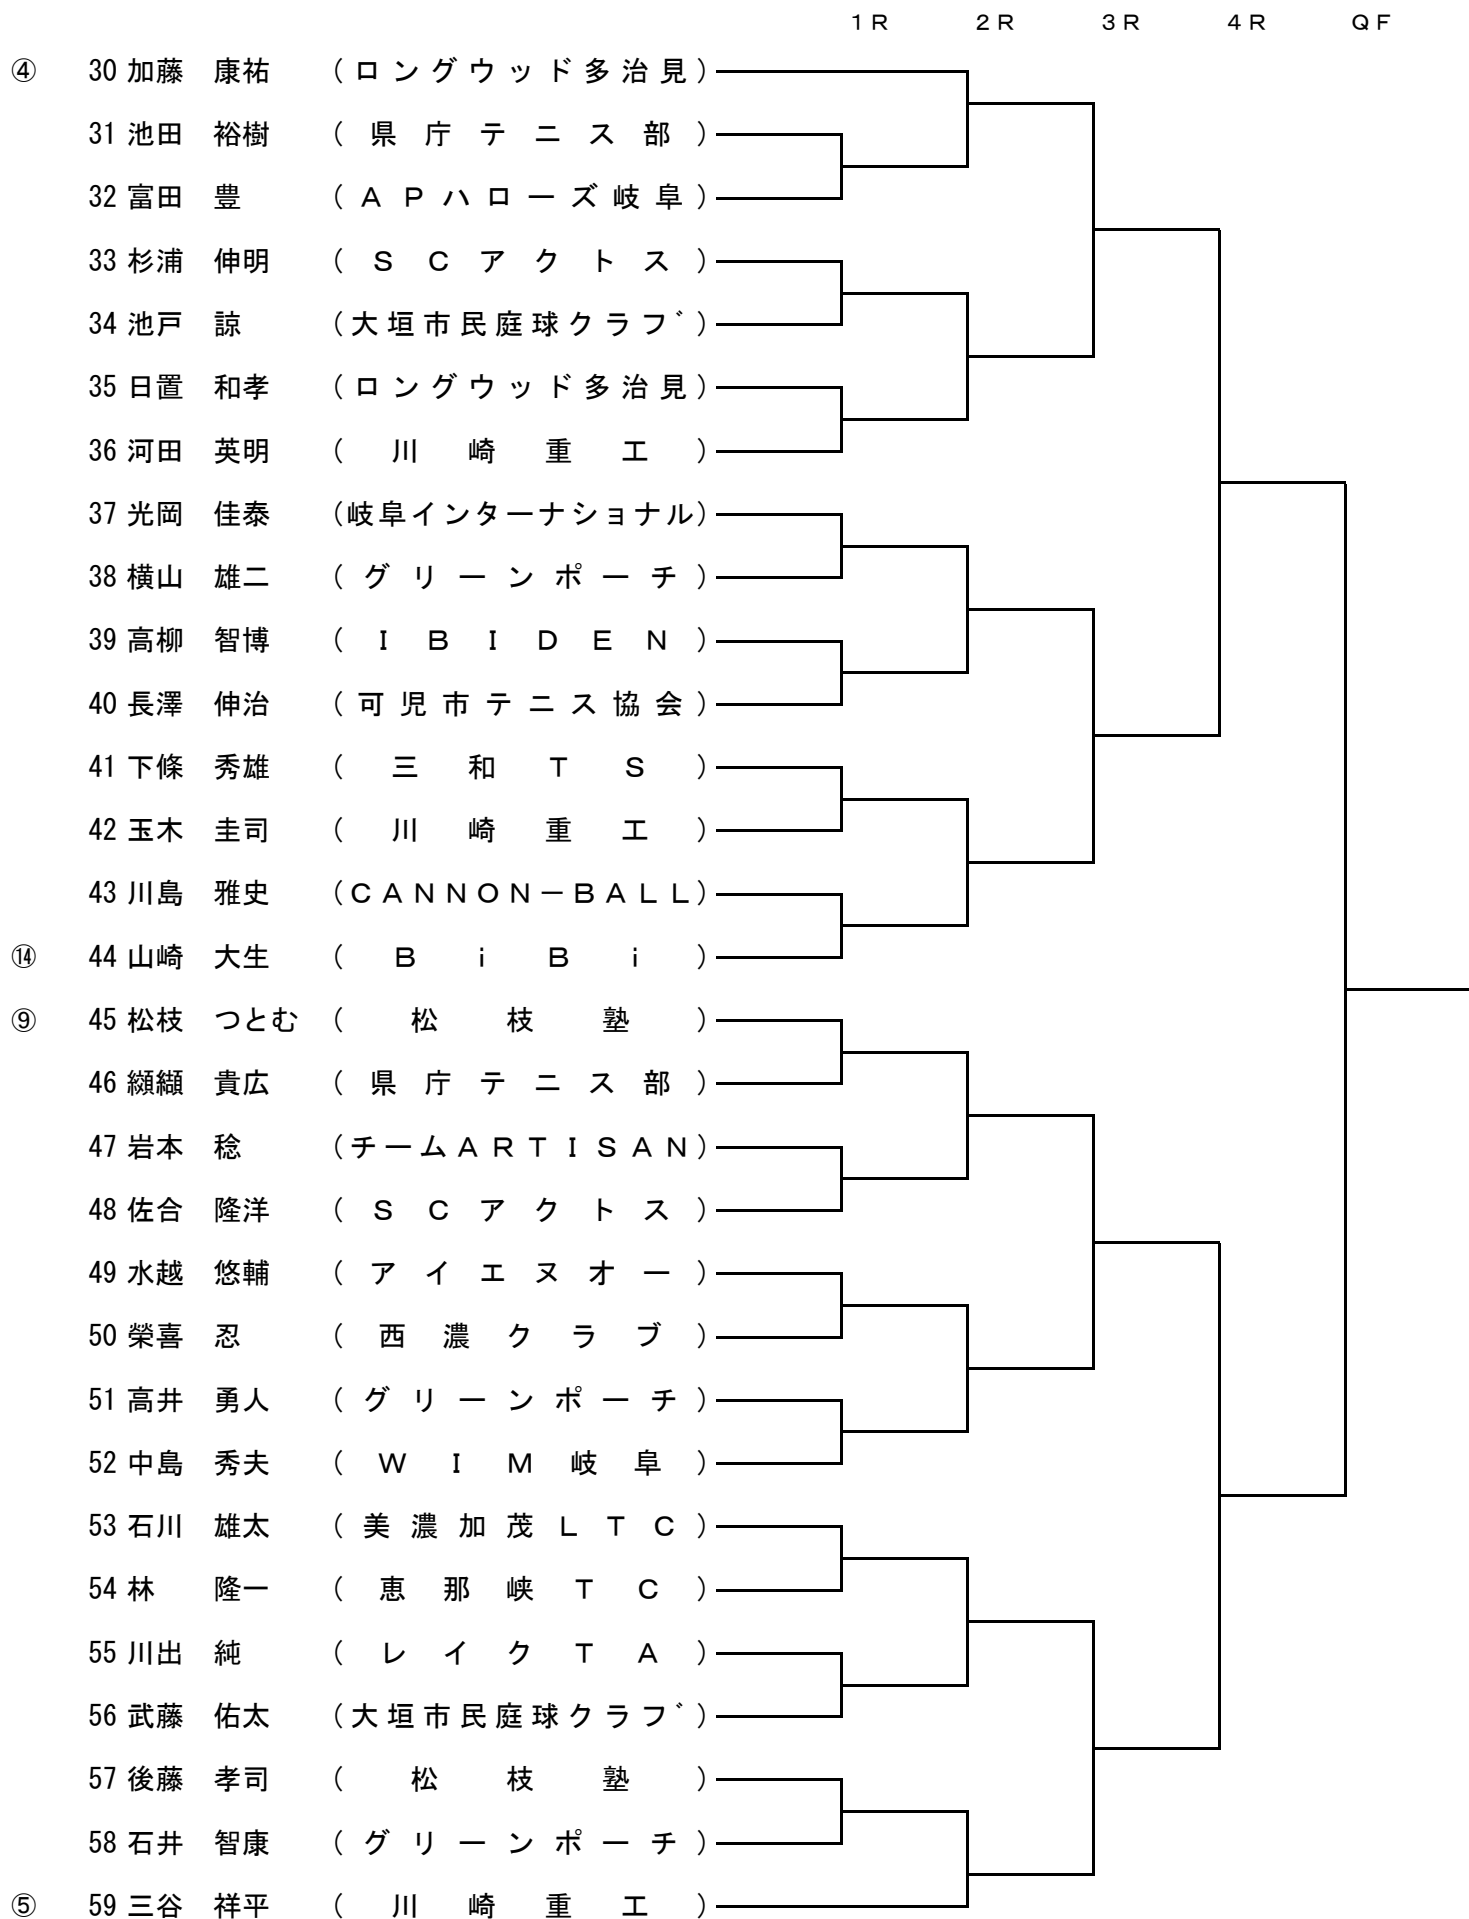 1R 2R 3R 4R QF
④ 30 加藤 康祐 (ロングウッド多治見)
31 池田 裕樹 (県庁テニス部)
32 富田 豊 (APハローズ岐阜)
33 杉浦 伸明 (SCアクトス)
34 池戸 諒 (大垣市民庭球クラブ)
35 日置 和孝 (ロングウッド多治見)
36 河田 英明 (川崎重工)
37 光岡 佳泰 (岐阜インターナショナル)
38 横山 雄二 (グリーンポーチ)
39 高柳 智博 (IBIDEN)
40 長澤 伸治 (可児市テニス協会)
41 下條 秀雄 (三和TS)
42 玉木 圭司 (川崎重工)
43 川島 雅史 (CANNON－BALL)
⑭ 44 山崎 大生 (BiBi)
⑨ 45 松枝 つとむ (松枝塾)
46 纐纈 貴広 (県庁テニス部)
47 岩本 稔 (チームARTISAN)
48 佐合 隆洋 (SCアクトス)
49 水越 悠輔 (アイエヌオー)
50 榮喜 忍 (西濃クラブ)
51 高井 勇人 (グリーンポーチ)
52 中島 秀夫 (WIM岐阜)
53 石川 雄太 (美濃加茂LTC)
54 林 隆一 (恵那峡TC)
55 川出 純 (レイクTA)
56 武藤 佑太 (大垣市民庭球クラブ)
57 後藤 孝司 (松枝塾)
58 石井 智康 (グリーンポーチ)
⑤ 59 三谷 祥平 (川崎重工)